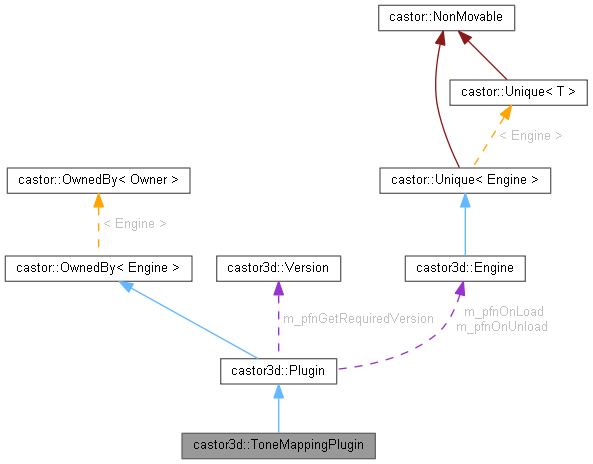 castor::NonMovable
castor::Unique< T >
< Engine >
castor::OwnedBy< Owner >
castor::Unique< Engine >
< Engine >
castor::OwnedBy< Engine >
castor3d::Version
castor3d::Engine
m_pfnGetRequiredVersion
m_pfnOnLoad
m_pfnOnUnload
castor3d::Plugin
castor3d::ToneMappingPlugin